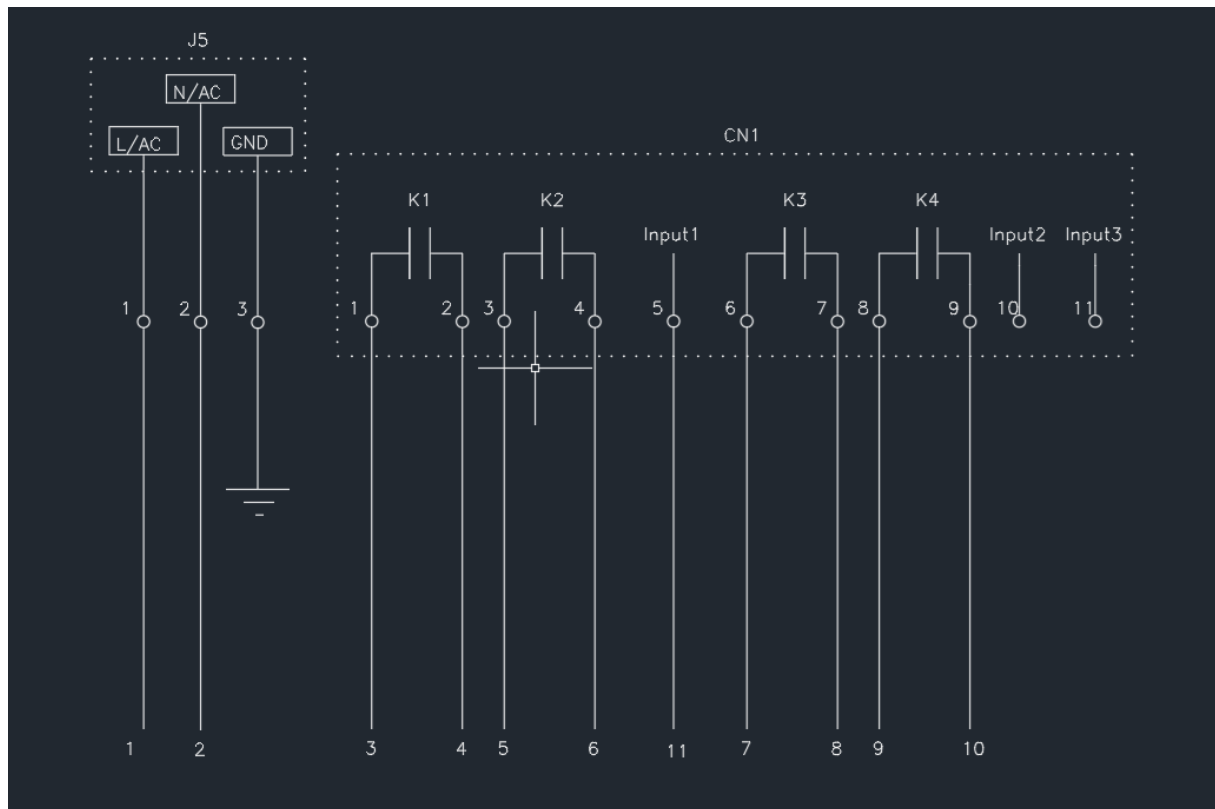 J5
N/AC
L/AC GND
CN1
K1 K2 K3 K4
Input1 Input2 Input3
1 2 3 1 2 3 4 5 6 7 8 9 10 11
1 2 3 4 5 6 11 7 8 9 10